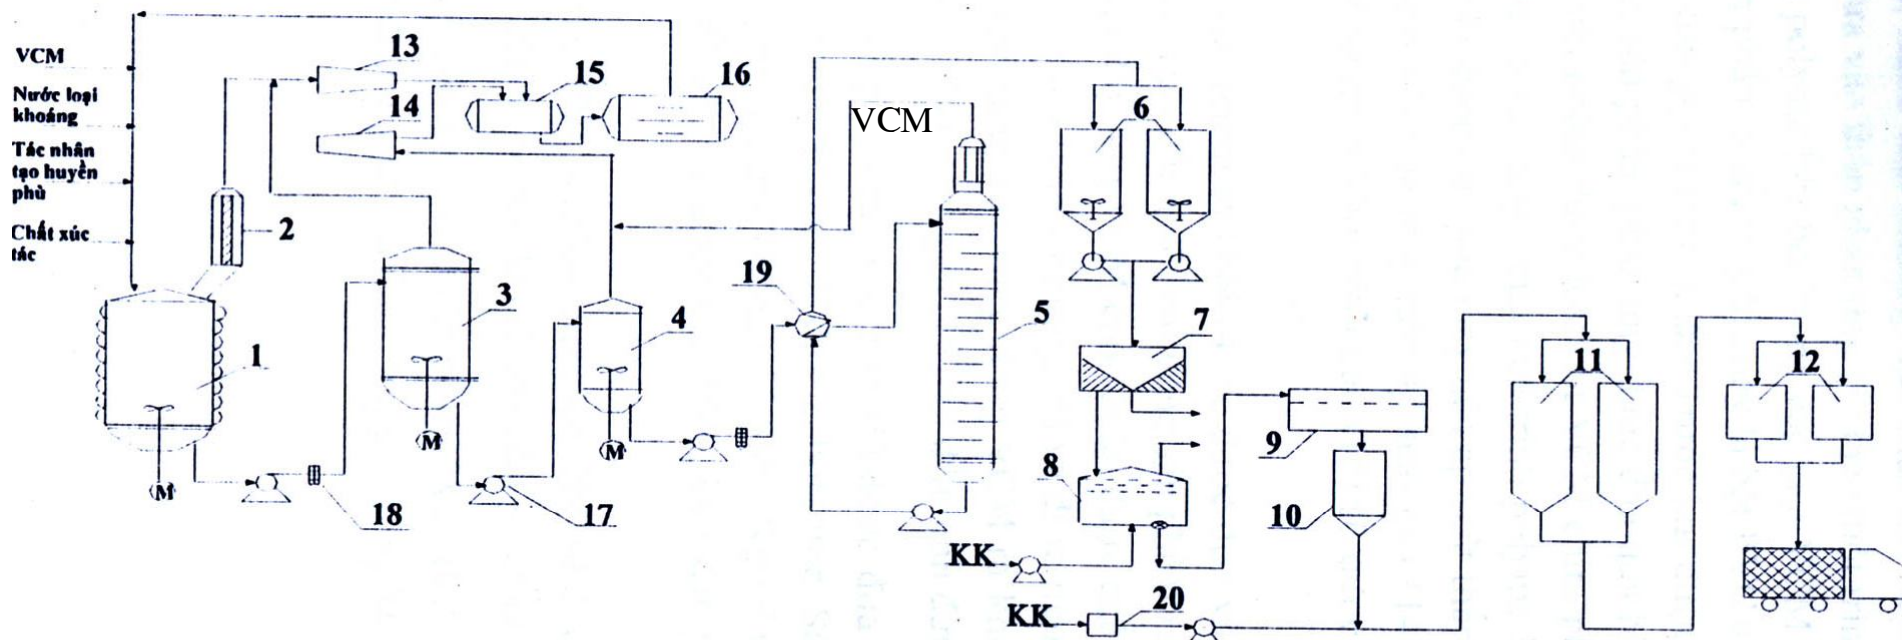 VCM
Nước loại
khoáng
Tác nhân
tạo huyền
phù
Chất xúc
tác
13
14
15
16
VCM
2
3
1
4
M
M
M
18
17
19
5
6
7
8
9
10
11
12
KK
KK
20